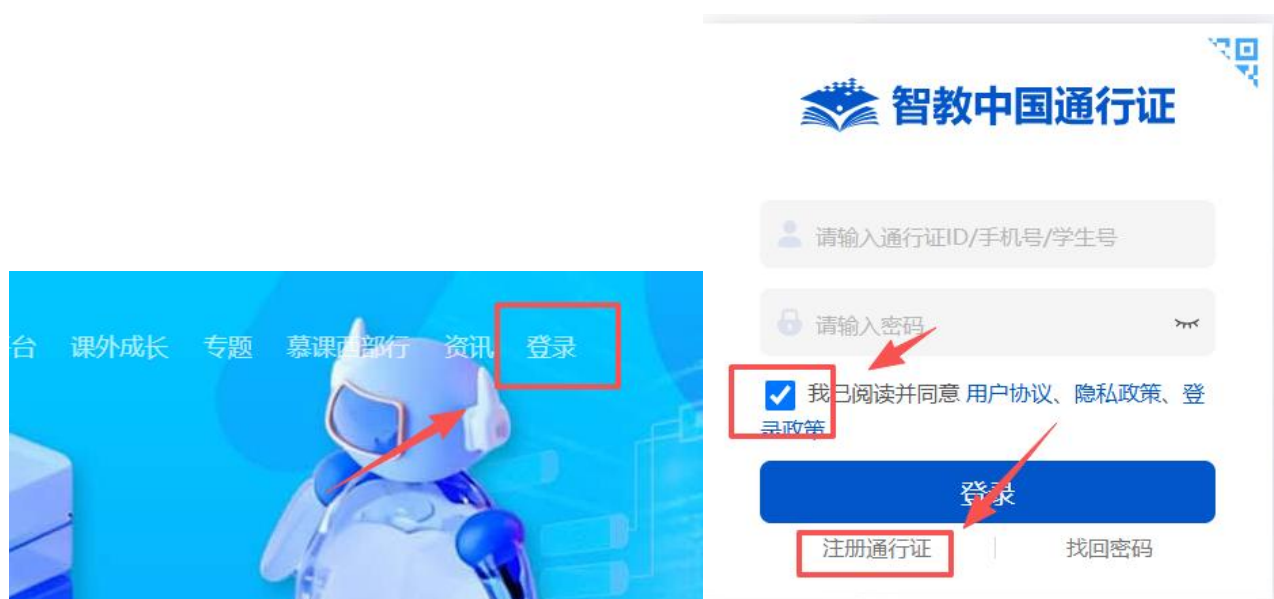 智教中国通行证
请输入通行证ID/手机号/学生号
请输入密码
我已阅读并同意 用户协议、隐私政策、登
录政策
登录
注册通行证
找回密码
台 课外成长 专题 慕课西部行 资讯 登录